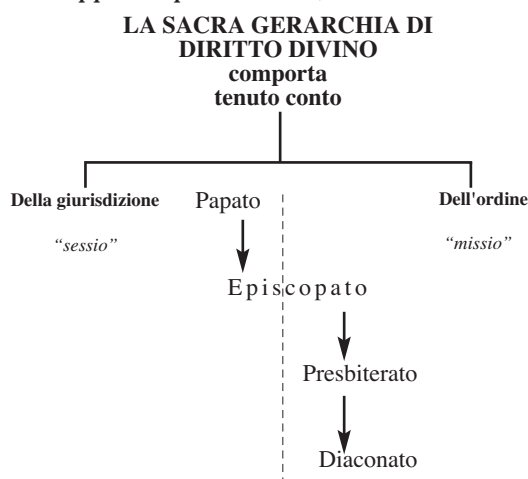 LA SACRA GERARCHIA DI
DIRITTO DIVINO
comporta
tenuto conto
Della giurisdizione
Papato
Dell'ordine
“sessio”
“missio”
Episcopato
Presbiterato
Diaconato